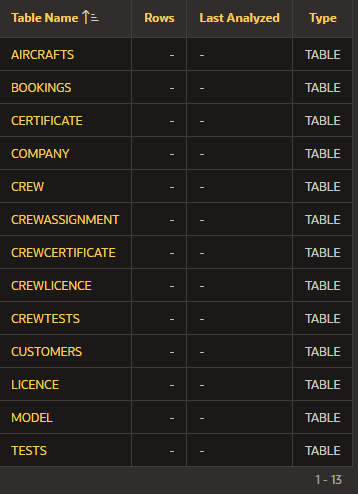 Table Name Rows Last Analyzed Type
AIRCRAFTS - - TABLE
BOOKINGS - - TABLE
CERTIFICATE - - TABLE
COMPANY - - TABLE
CREW - - TABLE
CREWASSIGNMENT - - TABLE
CREWCERTIFICATE - - TABLE
CREWLICENCE - - TABLE
CREWTESTS - - TABLE
CUSTOMERS - - TABLE
LICENCE - - TABLE
MODEL - - TABLE
TESTS - - TABLE
1 - 13